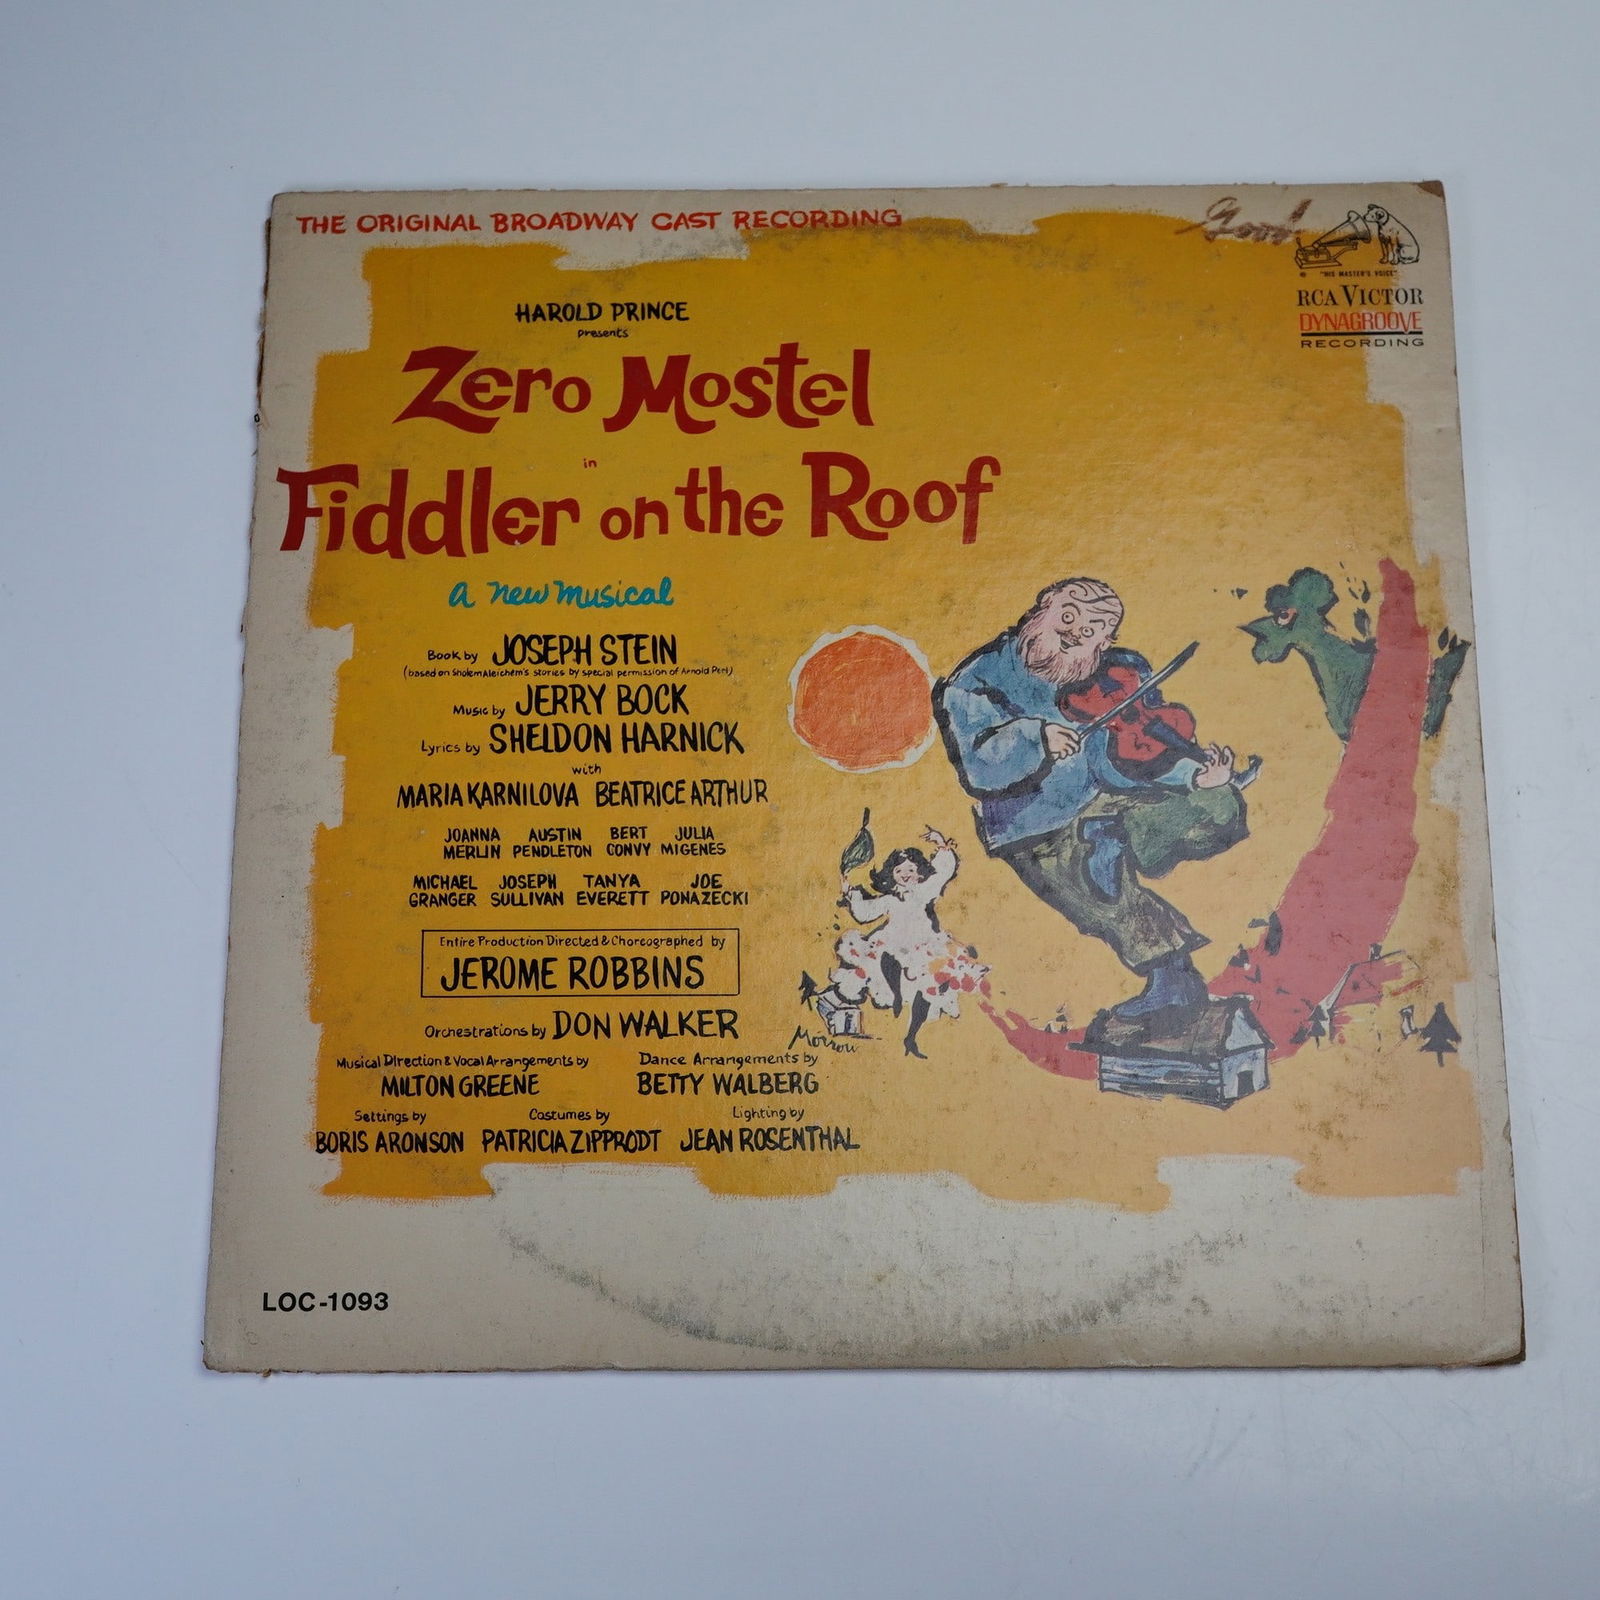 THE ORIGINAL BROADWAY CAST RECORDING
Good
"HIS MASTER'S VOICE"
RCA VICTOR
DYNAGROOVE
RECORDING
HAROLD PRINCE
presents
Zero Mostel
in
Fiddler on the Roof
a new musical
Book by JOSEPH STEIN
(based on Sholem Aleichem's stories by special permission of Arnold Perl)
Music by JERRY BOCK
Lyrics by SHELDON HARNICK
with
MARIA KARNILOVA BEATRICE ARTHUR
JOANNA AUSTIN BERT JULIA
MERLIN PENDLETON CONVY MIGENES
MICHAEL JOSEPH TANYA JOE
GRANGER SULLIVAN EVERETT PONAZECKI
Entire Production Directed & Choreographed by
JEROME ROBBINS
Orchestrations by DON WALKER
Musical Direction & Vocal Arrangements by Dance Arrangements by
MILTON GREENE BETTY WALBERG
Settings by Costumes by Lighting by
BORIS ARONSON PATRICIA ZIPPRODT JEAN ROSENTHAL
Morrow
LOC-1093